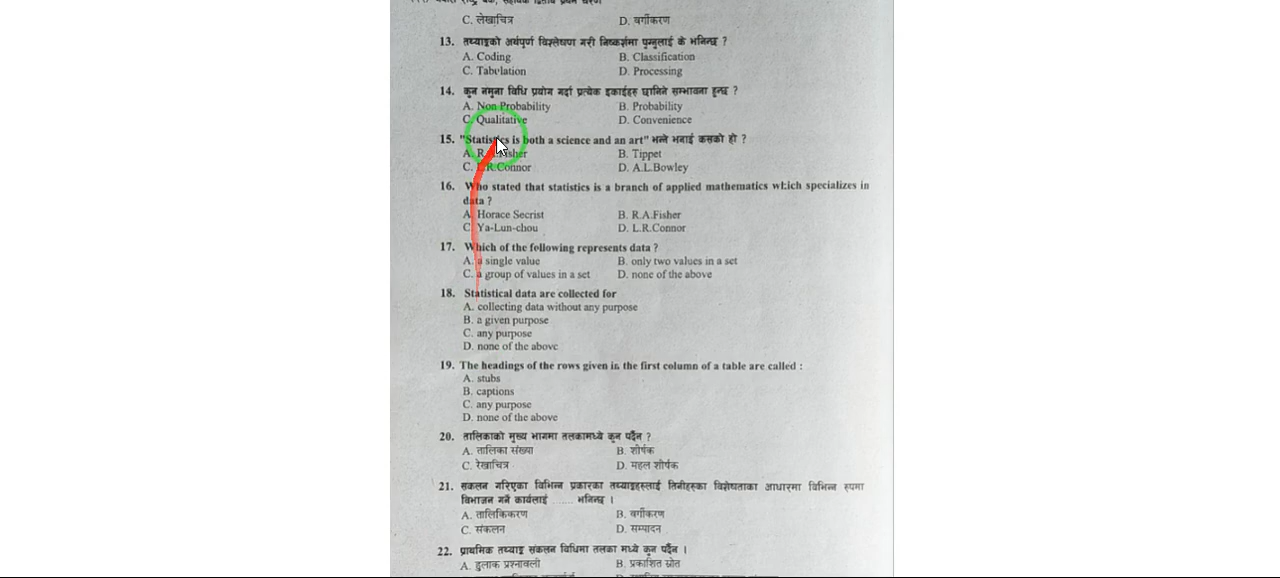 C. लेखाचित्र D. वर्गीकरण
13. तथ्याङ्कको अर्थपूर्ण विश्लेषण गरी निष्कर्षमा पुग्नुलाई के भनिन्छ ?
A. Coding B. Classification
C. Tabulation D. Processing
14. कुन नमुना विधि प्रयोग गर्दा प्रत्येक इकाईहरु छानिने सम्भावना हुन्छ ?
A. Non Probability B. Probability
C. Qualitative D. Convenience
15. "Statistics is both a science and an art" भन्ने भनाई कसको हो ?
A. R. Fisher B. Tippet
C. R.Connor D. A.L.Bowley
16. Who stated that statistics is a branch of applied mathematics which specializes in
data ?
A. Horace Secrist B. R.A.Fisher
C. Ya-Lun-chou D. L.R.Connor
17. Which of the following represents data ?
A. a single value B. only two values in a set
C. a group of values in a set D. none of the above
18. Statistical data are collected for
A. collecting data without any purpose
B. a given purpose
C. any purpose
D. none of the above
19. The headings of the rows given in the first column of a table are called :
A. stubs
B. captions
C. any purpose
D. none of the above
20. तालिकाको मुख्य भागमा तलकामध्ये कुन पर्दैन ?
A. तालिका संख्या B. शीर्षक
C. रेखाचित्र D. महल शीर्षक
21. संकलन गरिएका विभिन्न प्रकारका तथ्याङ्कहरुलाई तिनीहरुका विशेषताका आधारमा विभिन्न रुपमा
विभाजन गर्ने कार्यलाई ....... भनिन्छ ।
A. तालिकिकरण B. वर्गीकरण
C. संकलन D. सम्पादन
22. प्राथमिक तथ्याङ्क संकलन विधिमा तलका मध्ये कुन पर्दैन ।
A. हुलाक प्रश्नावली B. प्रकाशित स्रोत